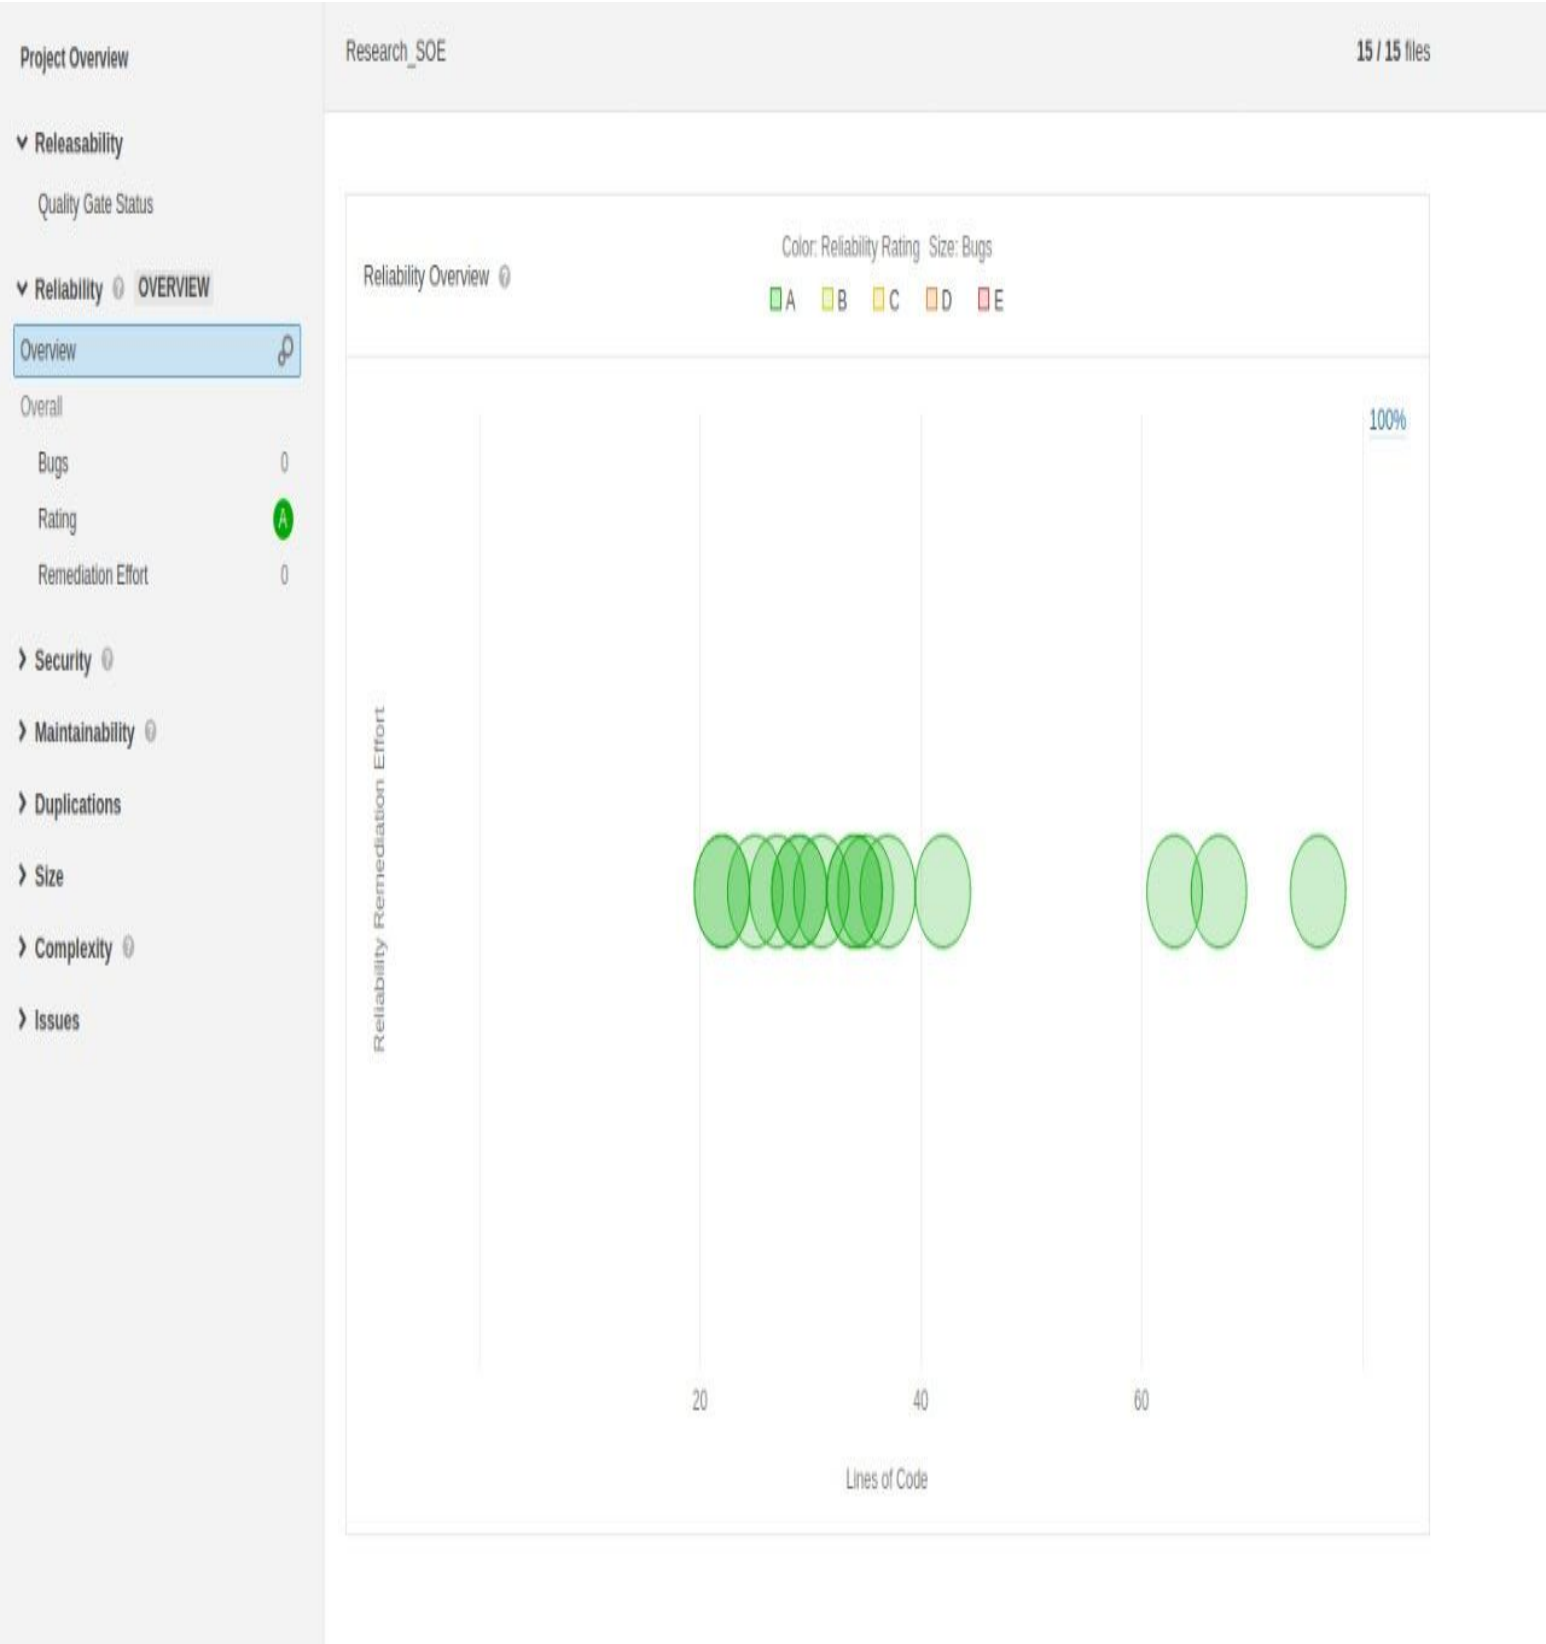 Project Overview
Releasability
Quality Gate Status
Reliability ? OVERVIEW
Overview
Overall
Bugs 0
Rating A
Remediation Effort 0
Security ?
Maintainability ?
Duplications
Size
Complexity ?
Issues
Research_SOE
15 / 15 files
Reliability Overview ?
Color: Reliability Rating Size: Bugs
A B C D E
100%
Reliability Remediation Effort
20 40 60
Lines of Code